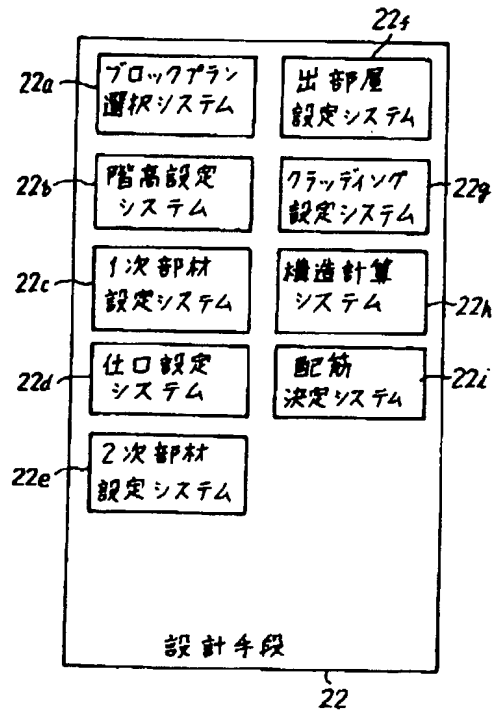 22f
22a
ブロックプラン
選択システム
出部屋
設定システム
22b
階高設定
システム
クラッディング
設定システム
22g
22c
1次部材
設定システム
構造計算
システム
22h
22d
仕口設定
システム
配筋
決定システム
22i
22e
2次部材
設定システム
設計手段
22